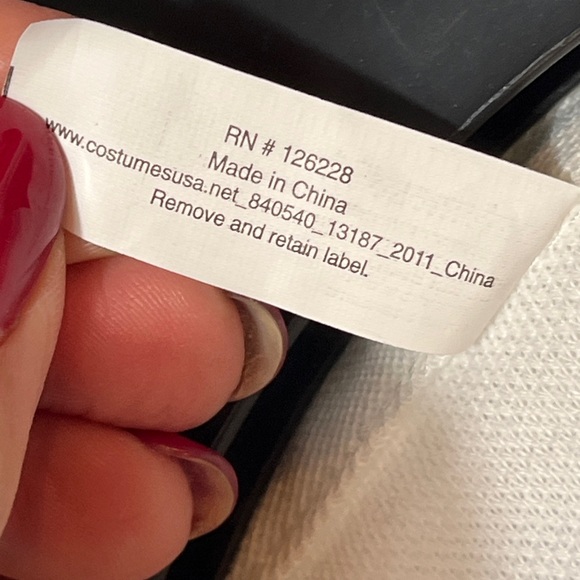 RN # 126228
Made in China
www.costumesusa.net_840540_13187_2011_China
Remove and retain label.